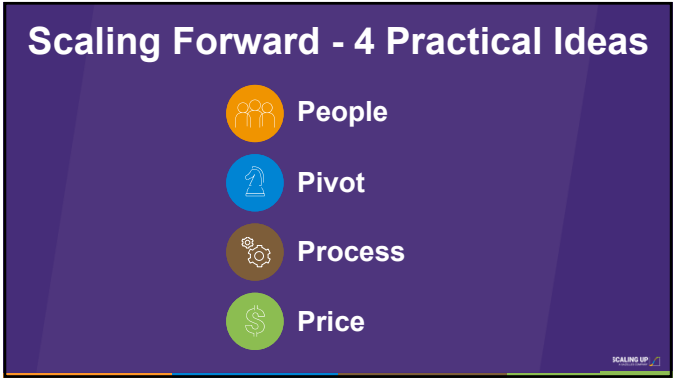 Scaling Forward - 4 Practical Ideas
People
Pivot
Process
Price
SCALING UP